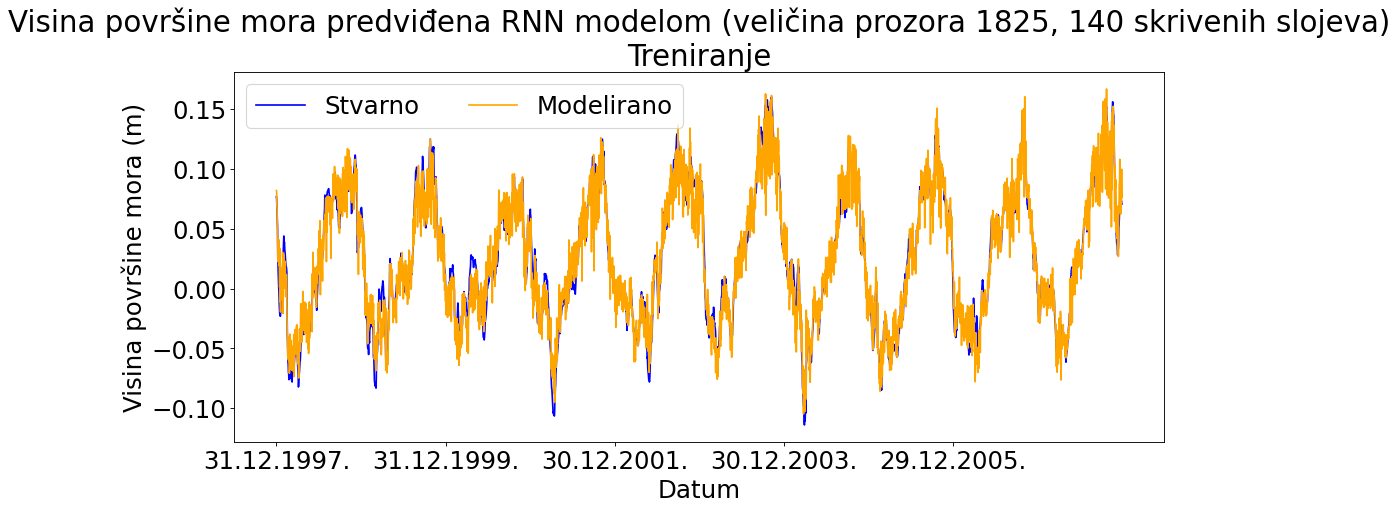 Visina površine mora predviđena RNN modelom (veličina prozora 1825, 140 skrivenih slojeva)
Treniranje
Stvarno
Modelirano
Visina površine mora (m)
0.15
0.10
0.05
0.00
−0.05
−0.10
31.12.1997.
31.12.1999.
30.12.2001.
30.12.2003.
29.12.2005.
Datum